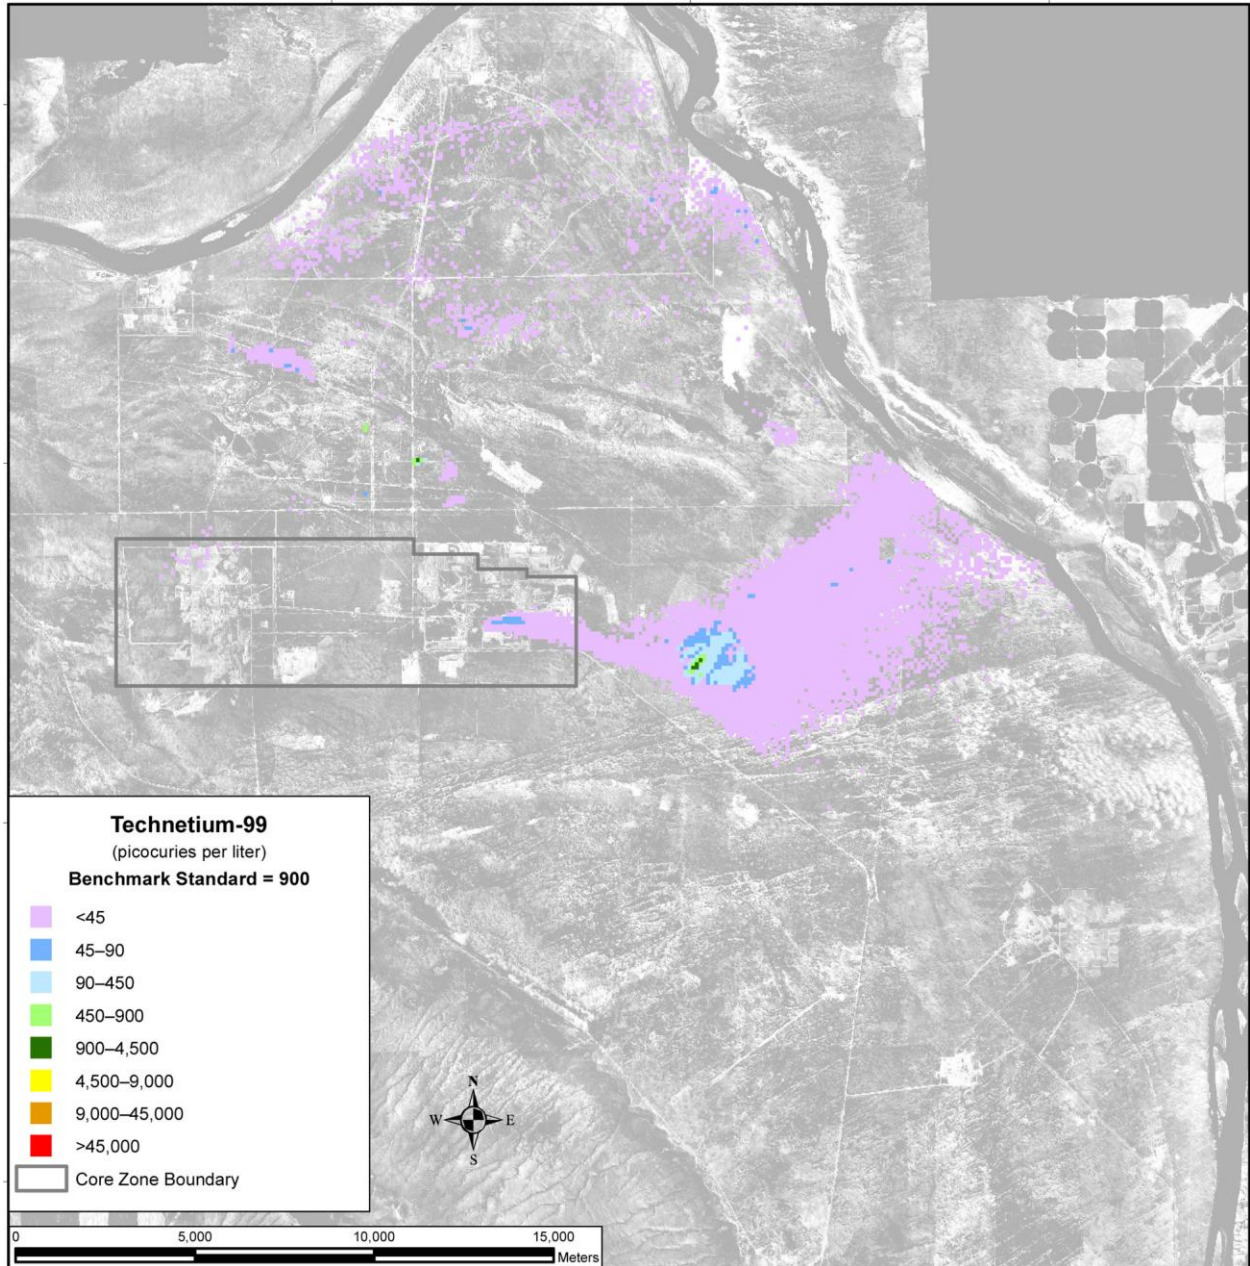 Technetium-99
(picocuries per liter)
Benchmark Standard = 900
<45
45–90
90–450
450–900
900–4,500
4,500–9,000
9,000–45,000
>45,000
Core Zone Boundary
N
W E
S
0 5,000 10,000 15,000
Meters